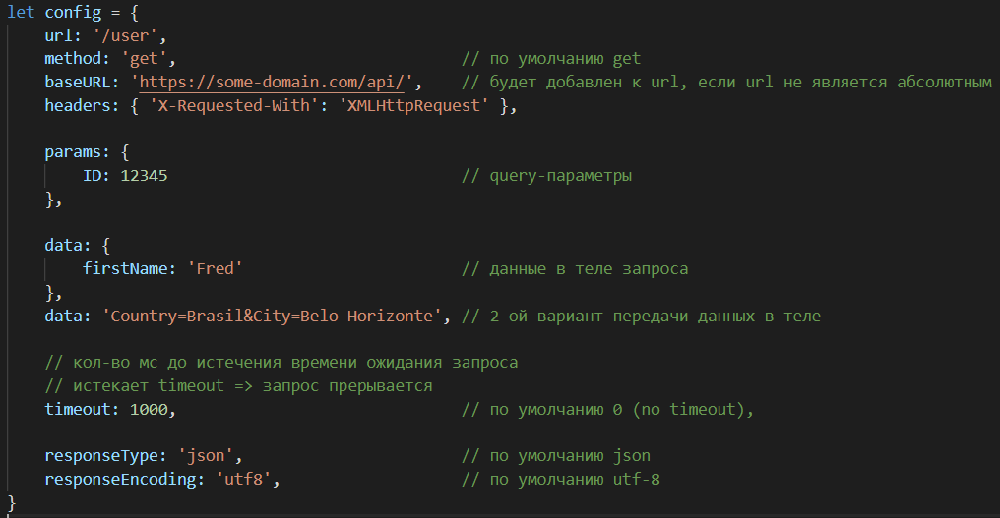 let config = {
    url: '/user',
    method: 'get',                              // по умолчанию get
    baseURL: 'https://some-domain.com/api/',    // будет добавлен к url, если url не является абсолютным
    headers: { 'X-Requested-With': 'XMLHttpRequest' },

    params: {
        ID: 12345                               // query-параметры
    },

    data: {
        firstName: 'Fred'                       // данные в теле запроса
    },
    data: 'Country=Brasil&City=Belo Horizonte', // 2-ой вариант передачи данных в теле

    // кол-во мс до истечения времени ожидания запроса
    // истекает timeout => запрос прерывается
    timeout: 1000,                              // по умолчанию 0 (no timeout),

    responseType: 'json',                       // по умолчанию json
    responseEncoding: 'utf8',                   // по умолчанию utf-8
}